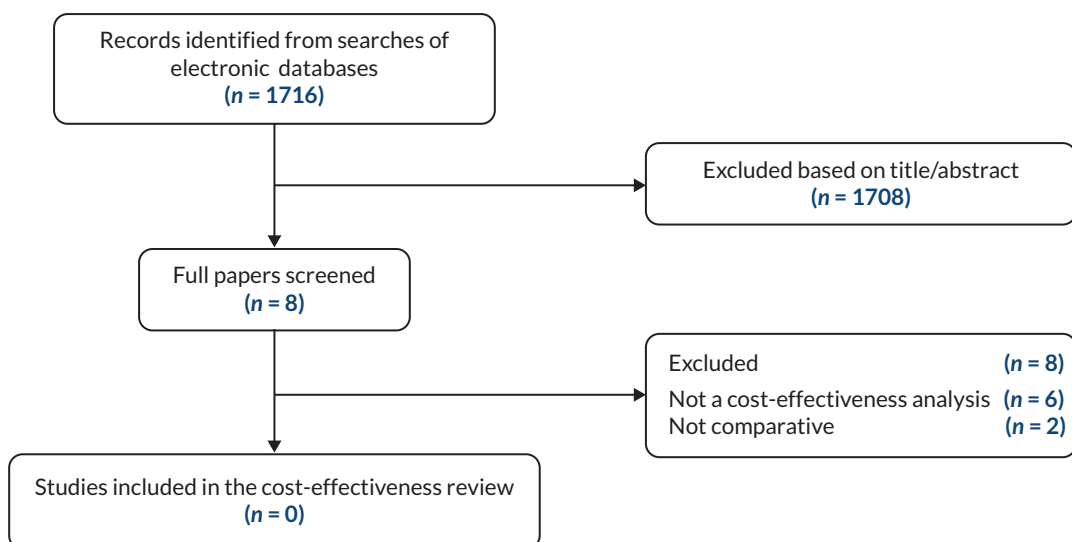 Records identified from searches of
electronic databases
(n = 1716)
Excluded based on title/abstract
(n = 1708)
Full papers screened
(n = 8)
Excluded (n = 8)
Not a cost-effectiveness analysis (n = 6)
Not comparative (n = 2)
Studies included in the cost-effectiveness review
(n = 0)